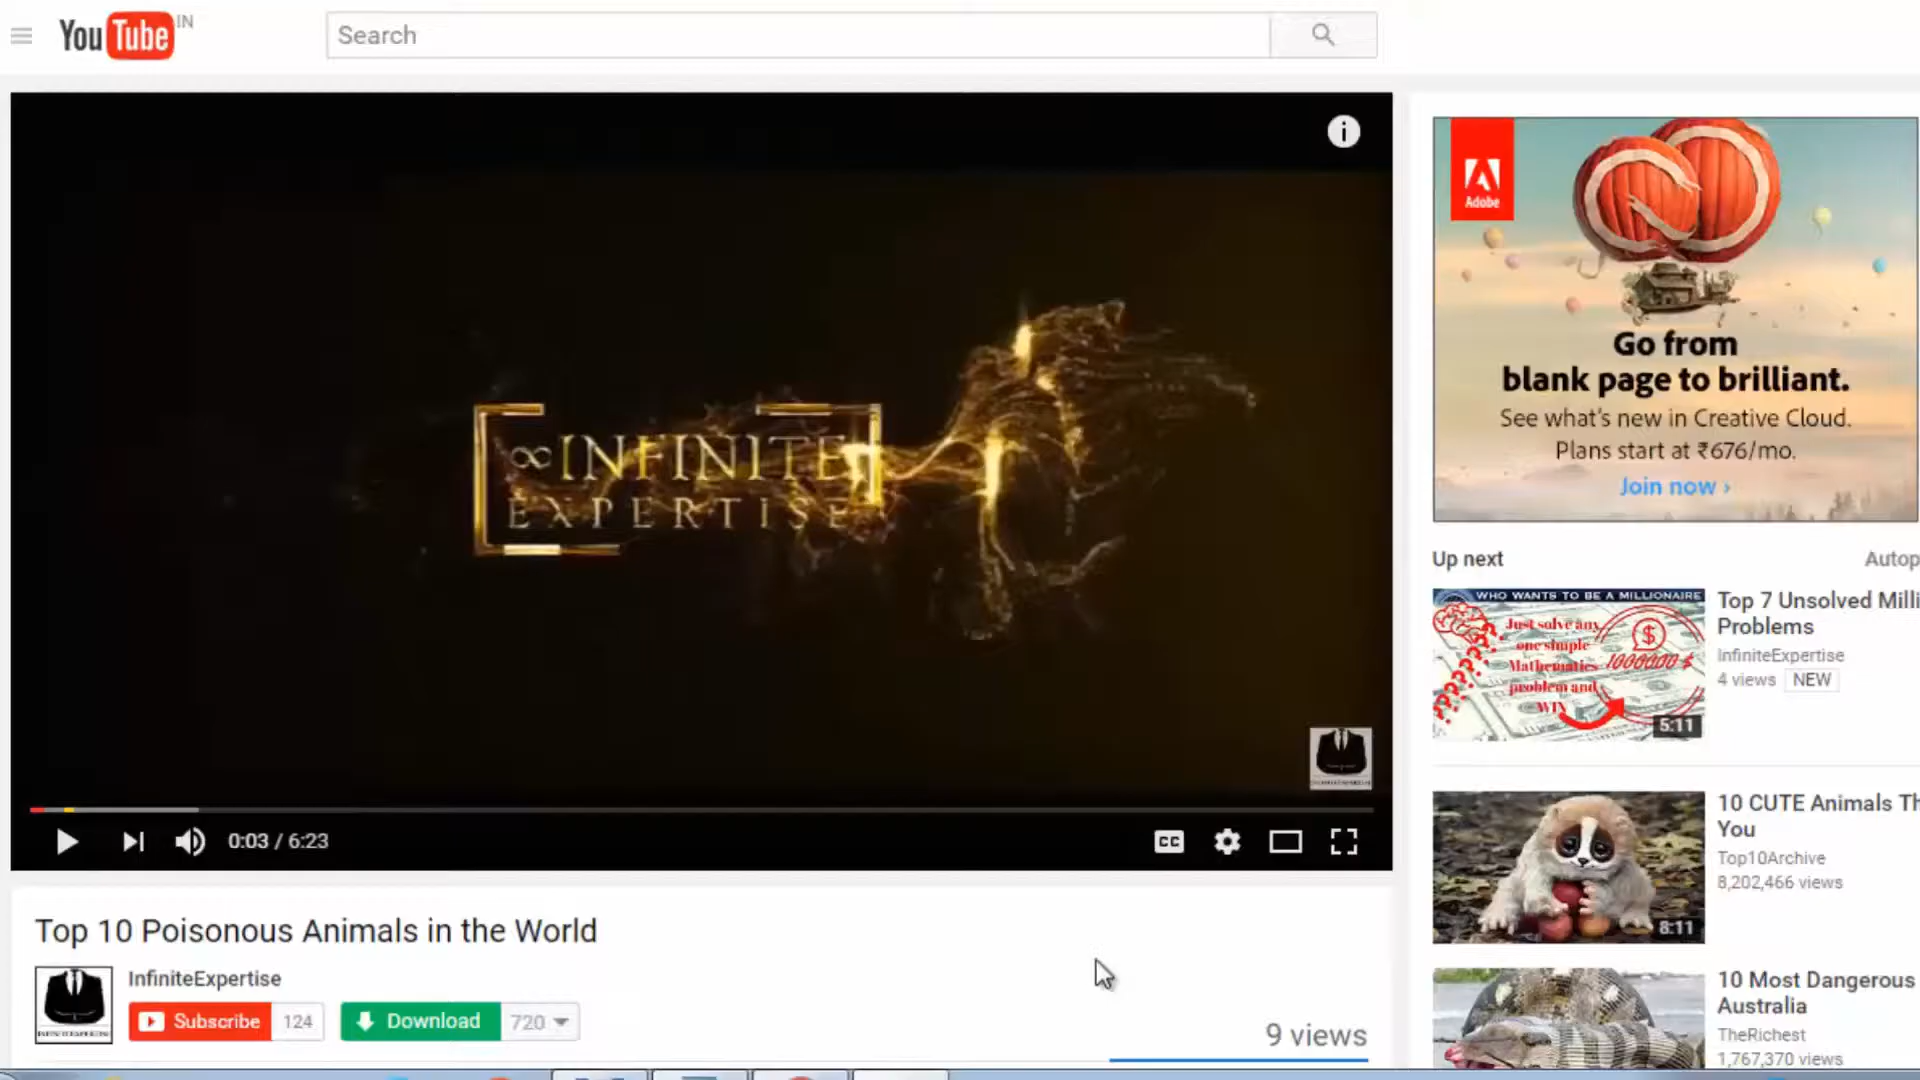 YouTube IN
Search
∞INFINITE
EXPERTISE
0:03 / 6:23
CC
Top 10 Poisonous Animals in the World
InfiniteExpertise
Subscribe 124
Download 720
9 views
Adobe
Go from
blank page to brilliant.
See what's new in Creative Cloud.
Plans start at ₹676/mo.
Join now ›
Up next
Autop
WHO WANTS TO BE A MILLIONAIRE
Just solve any
one simple
Mathematics
problem and
WIN
1000000 $
5:11
Top 7 Unsolved Milli
Problems
InfiniteExpertise
4 views NEW
8:11
10 CUTE Animals Th
You
Top10Archive
8,202,466 views
10 Most Dangerous
Australia
TheRichest
1,767,370 views